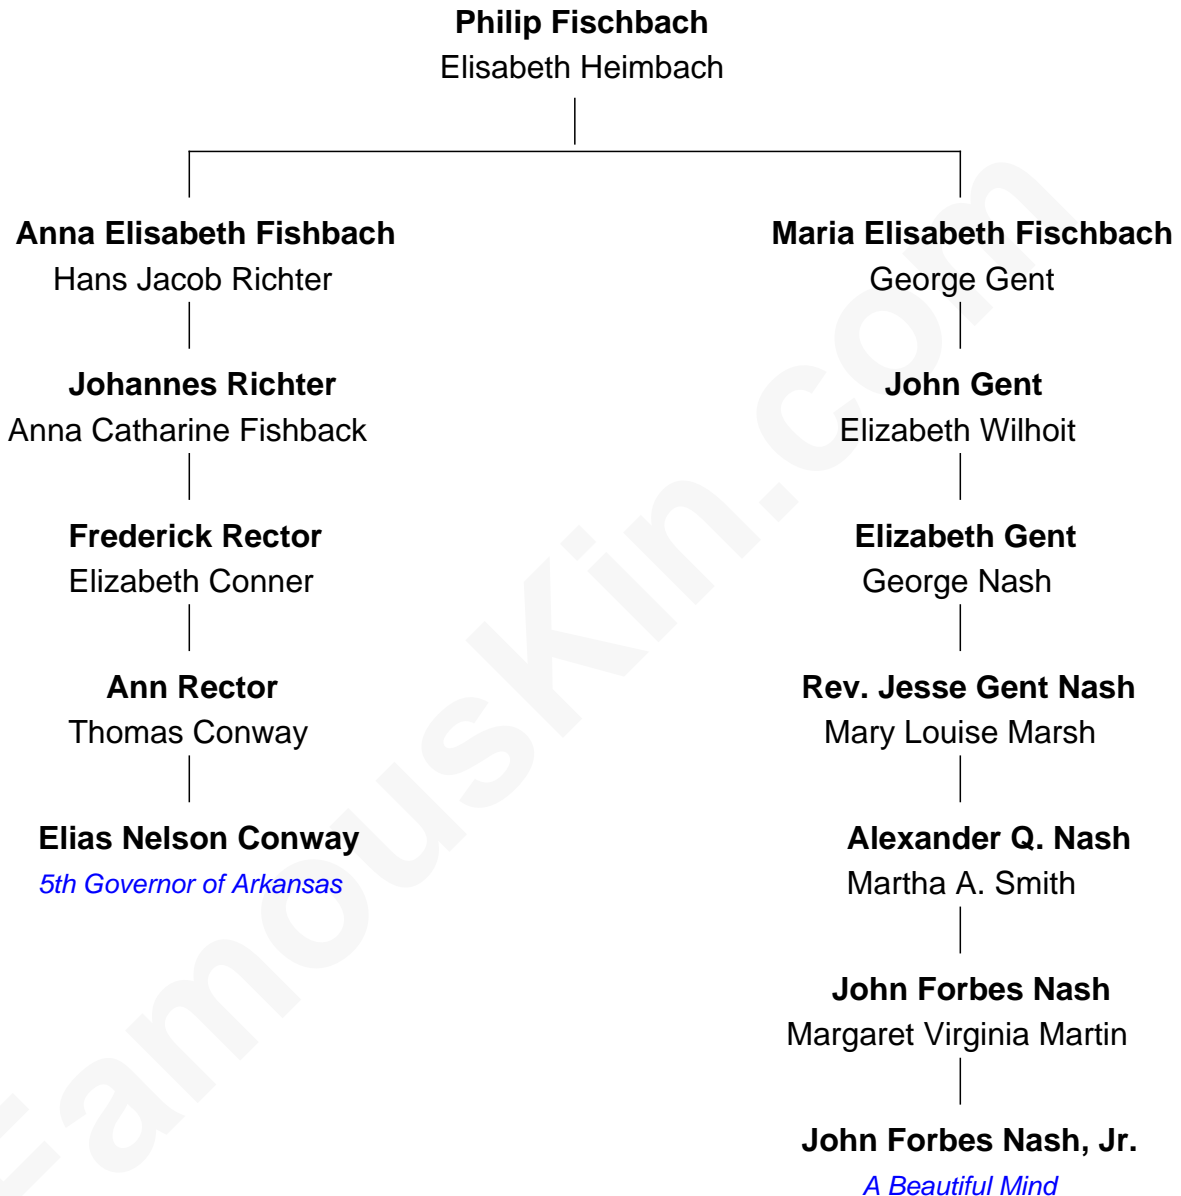 Philip Fischbach
Elisabeth Heimbach
Anna Elisabeth Fishbach
Hans Jacob Richter
Johannes Richter
Anna Catharine Fishback
Frederick Rector
Elizabeth Conner
Ann Rector
Thomas Conway
Elias Nelson Conway
5th Governor of Arkansas
Maria Elisabeth Fischbach
George Gent
John Gent
Elizabeth Wilhoit
Elizabeth Gent
George Nash
Rev. Jesse Gent Nash
Mary Louise Marsh
Alexander Q. Nash
Martha A. Smith
John Forbes Nash
Margaret Virginia Martin
John Forbes Nash, Jr.
A Beautiful Mind
FamousKin.com